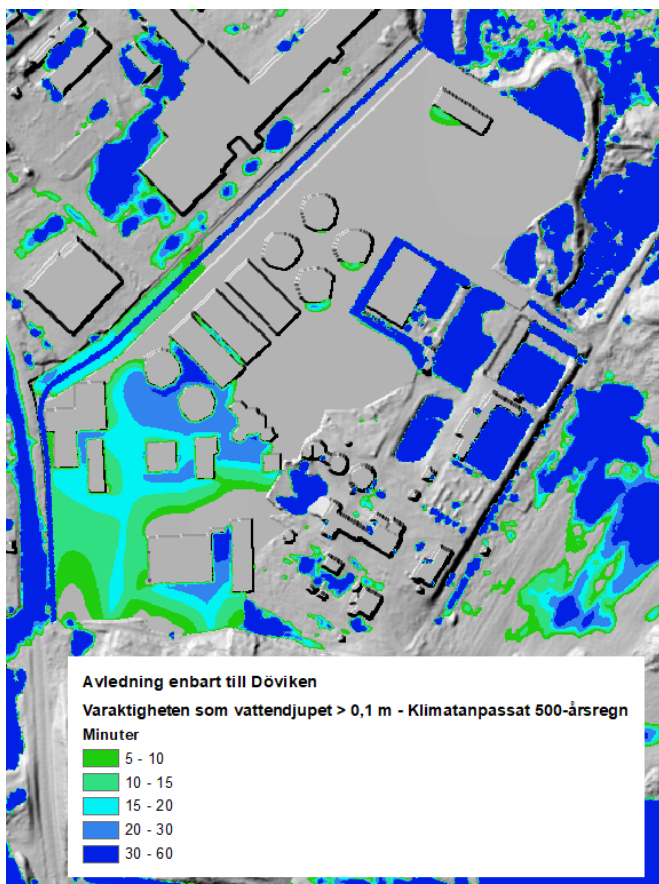 Avledning enbart till Döviken
Varaktigheten som vattendjupet > 0,1 m - Klimatanpassat 500-årsregn
Minuter
5 - 10
10 - 15
15 - 20
20 - 30
30 - 60